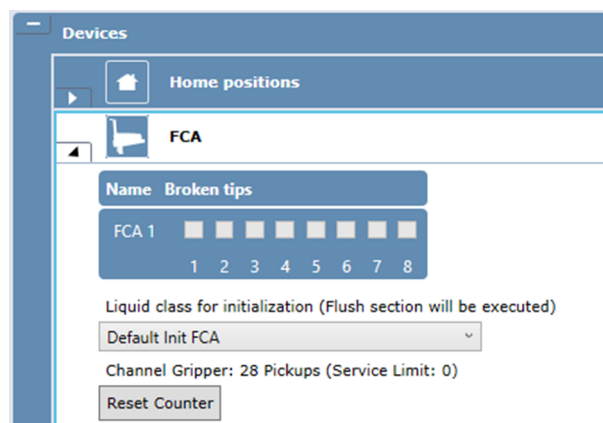 Devices
Home positions
FCA
Name Broken tips
FCA 1
1 2 3 4 5 6 7 8
Liquid class for initialization (Flush section will be executed)
Default Init FCA
Channel Gripper: 28 Pickups (Service Limit: 0)
Reset Counter